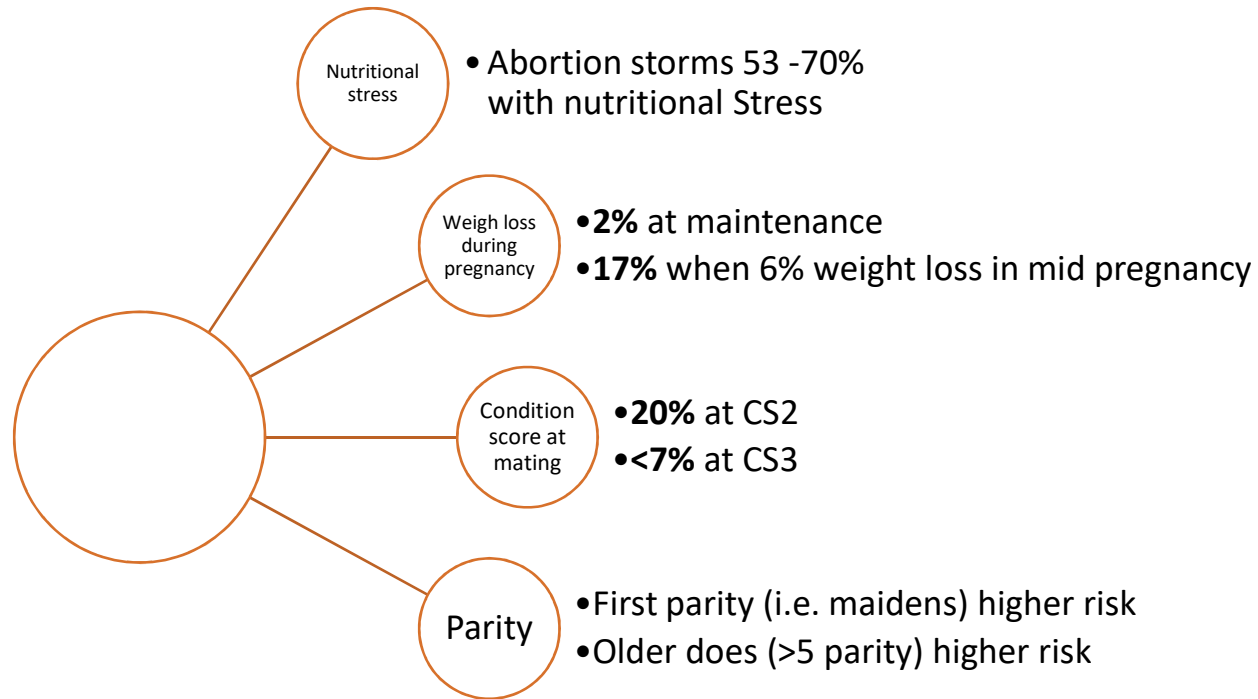 Nutritional
stress
• Abortion storms 53 -70%
with nutritional Stress
Weigh loss
during
pregnancy
•2% at maintenance
•17% when 6% weight loss in mid pregnancy
Condition
score at
mating
•20% at CS2
•<7% at CS3
Parity
•First parity (i.e. maidens) higher risk
•Older does (>5 parity) higher risk